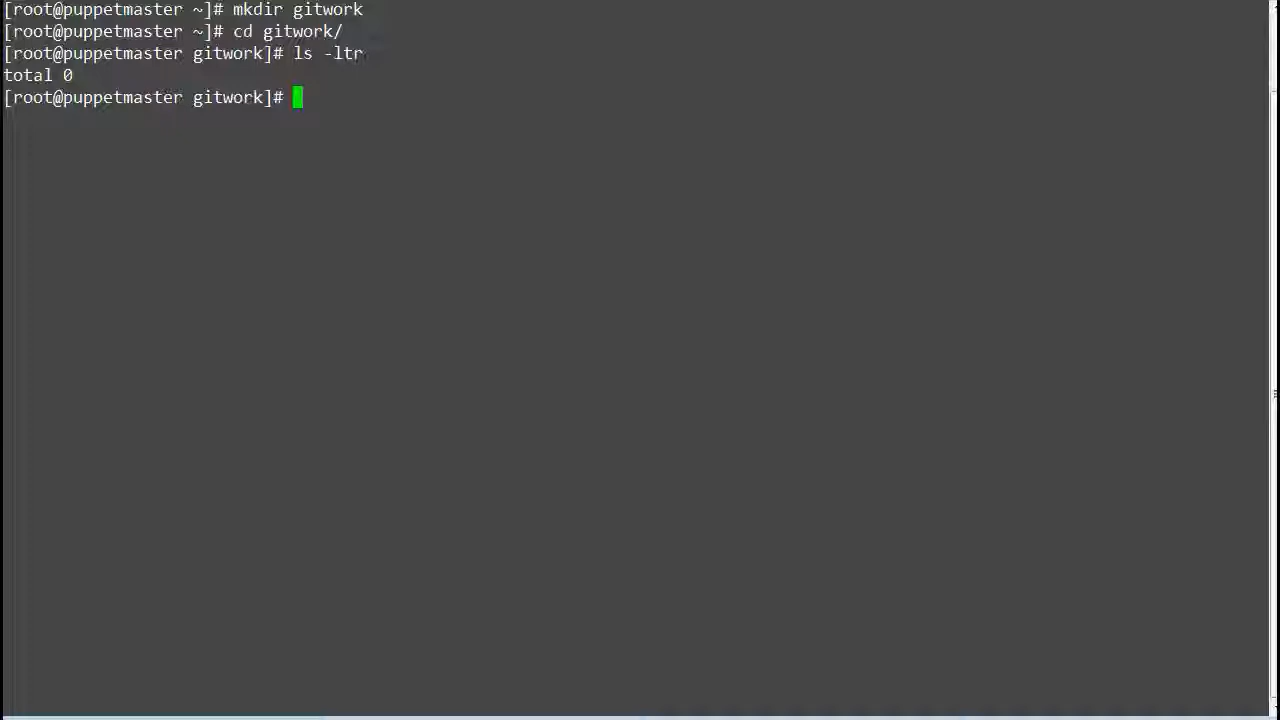 [root@puppetmaster ~]# mkdir gitwork
[root@puppetmaster ~]# cd gitwork/
[root@puppetmaster gitwork]# ls -ltr
total 0
[root@puppetmaster gitwork]#